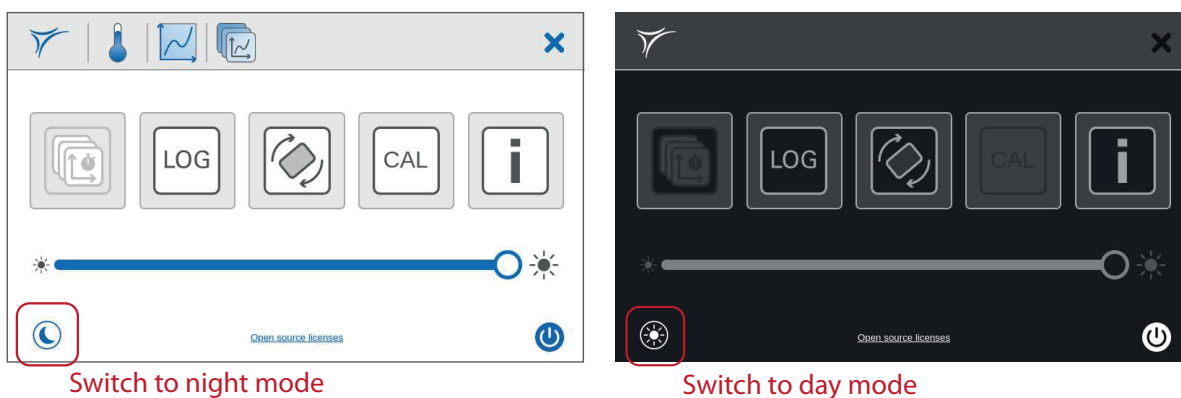 LOG
CAL
i
Open source licenses
Switch to night mode
LOG
CAL
i
Open source licenses
Switch to day mode